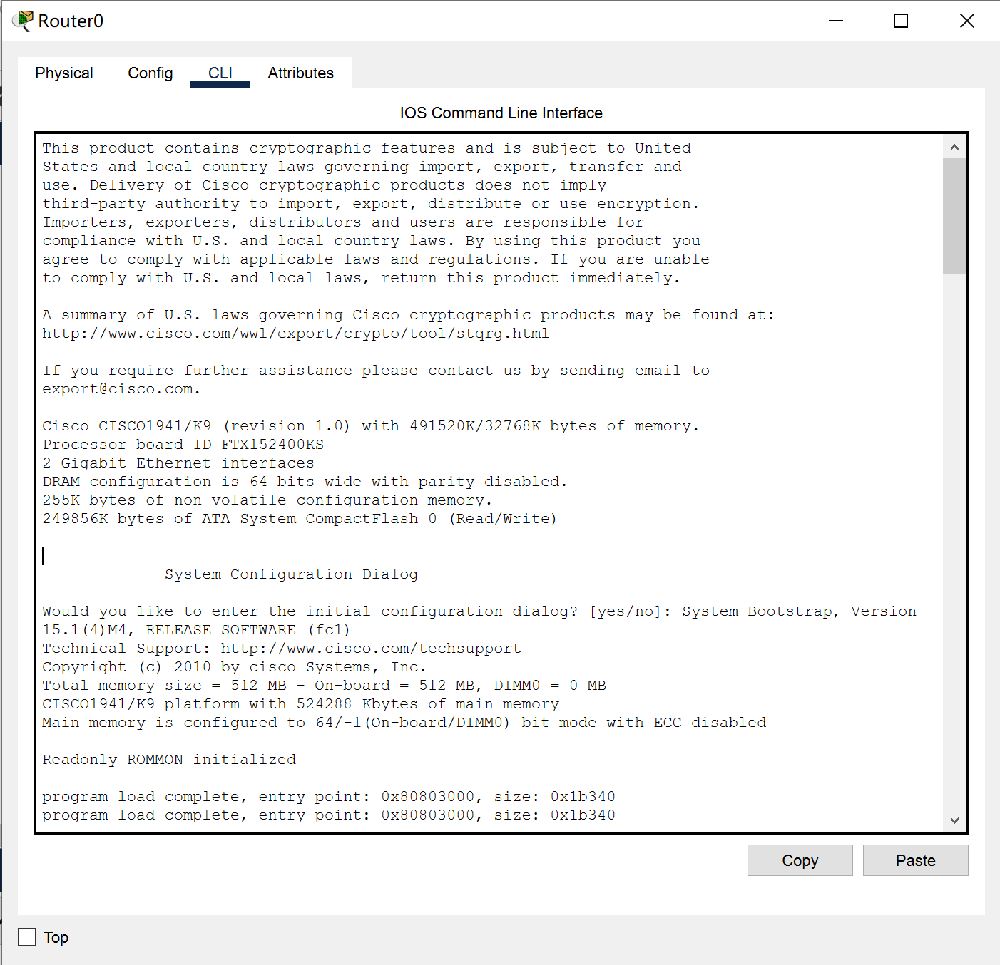 Router0
Physical Config CLI Attributes
IOS Command Line Interface
This product contains cryptographic features and is subject to United
States and local country laws governing import, export, transfer and
use. Delivery of Cisco cryptographic products does not imply
third-party authority to import, export, distribute or use encryption.
Importers, exporters, distributors and users are responsible for
compliance with U.S. and local country laws. By using this product you
agree to comply with applicable laws and regulations. If you are unable
to comply with U.S. and local laws, return this product immediately.
A summary of U.S. laws governing Cisco cryptographic products may be found at:
http://www.cisco.com/wwl/export/crypto/tool/stqrg.html
If you require further assistance please contact us by sending email to
export@cisco.com.
Cisco CISCO1941/K9 (revision 1.0) with 491520K/32768K bytes of memory.
Processor board ID FTX152400KS
2 Gigabit Ethernet interfaces
DRAM configuration is 64 bits wide with parity disabled.
255K bytes of non-volatile configuration memory.
249856K bytes of ATA System CompactFlash 0 (Read/Write)
--- System Configuration Dialog ---
Would you like to enter the initial configuration dialog? [yes/no]: System Bootstrap, Version
15.1(4)M4, RELEASE SOFTWARE (fc1)
Technical Support: http://www.cisco.com/techsupport
Copyright (c) 2010 by cisco Systems, Inc.
Total memory size = 512 MB - On-board = 512 MB, DIMM0 = 0 MB
CISCO1941/K9 platform with 524288 Kbytes of main memory
Main memory is configured to 64/-1(On-board/DIMM0) bit mode with ECC disabled
Readonly ROMMON initialized
program load complete, entry point: 0x80803000, size: 0x1b340
program load complete, entry point: 0x80803000, size: 0x1b340
Copy Paste
Top